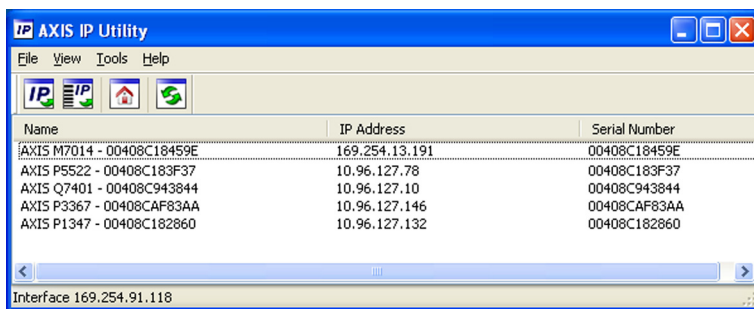 IP AXIS IP Utility
File View Tools Help
IP IP
Name IP Address Serial Number
AXIS M7014 - 00408C18459E 169.254.13.191 00408C18459E
AXIS P5522 - 00408C183F37 10.96.127.78 00408C183F37
AXIS Q7401 - 00408C943844 10.96.127.10 00408C943844
AXIS P3367 - 00408CAF83AA 10.96.127.146 00408CAF83AA
AXIS P1347 - 00408C182860 10.96.127.132 00408C182860
Interface 169.254.91.118